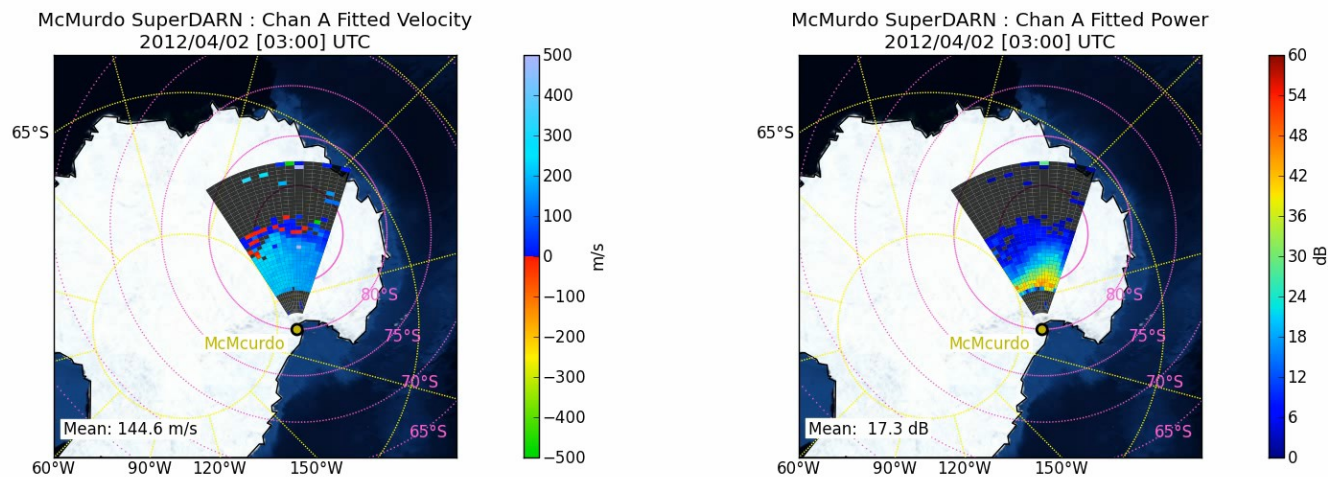 McMurdo SuperDARN : Chan A Fitted Velocity
2012/04/02 [03:00] UTC
500
400
300
200
100
0
−100
−200
−300
−400
−500
m/s
65°S
80°S
75°S
70°S
65°S
McMcurdo
Mean: 144.6 m/s
60°W
90°W
120°W
150°W
McMurdo SuperDARN : Chan A Fitted Power
2012/04/02 [03:00] UTC
60
54
48
42
36
30
24
18
12
6
0
dB
65°S
80°S
75°S
70°S
65°S
McMcurdo
Mean:  17.3 dB
60°W
90°W
120°W
150°W